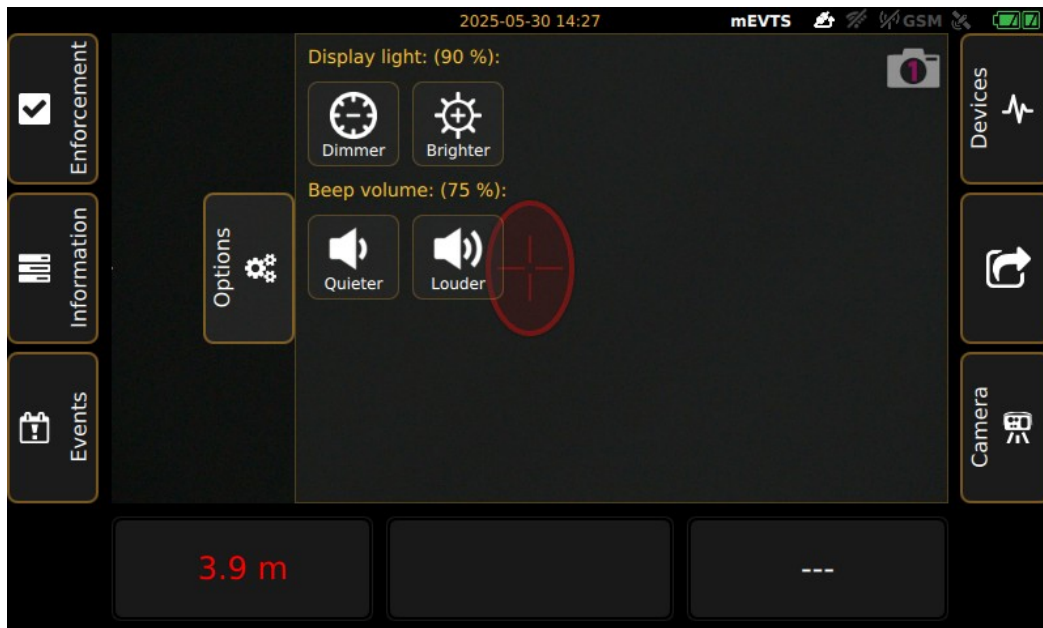 2025-05-30 14:27
mEVTS
GSM
Enforcement
Information
Events
Options
Display light: (90 %):
Dimmer
Brighter
Beep volume: (75 %):
Quieter
Louder
1
Devices
Camera
3.9 m
---